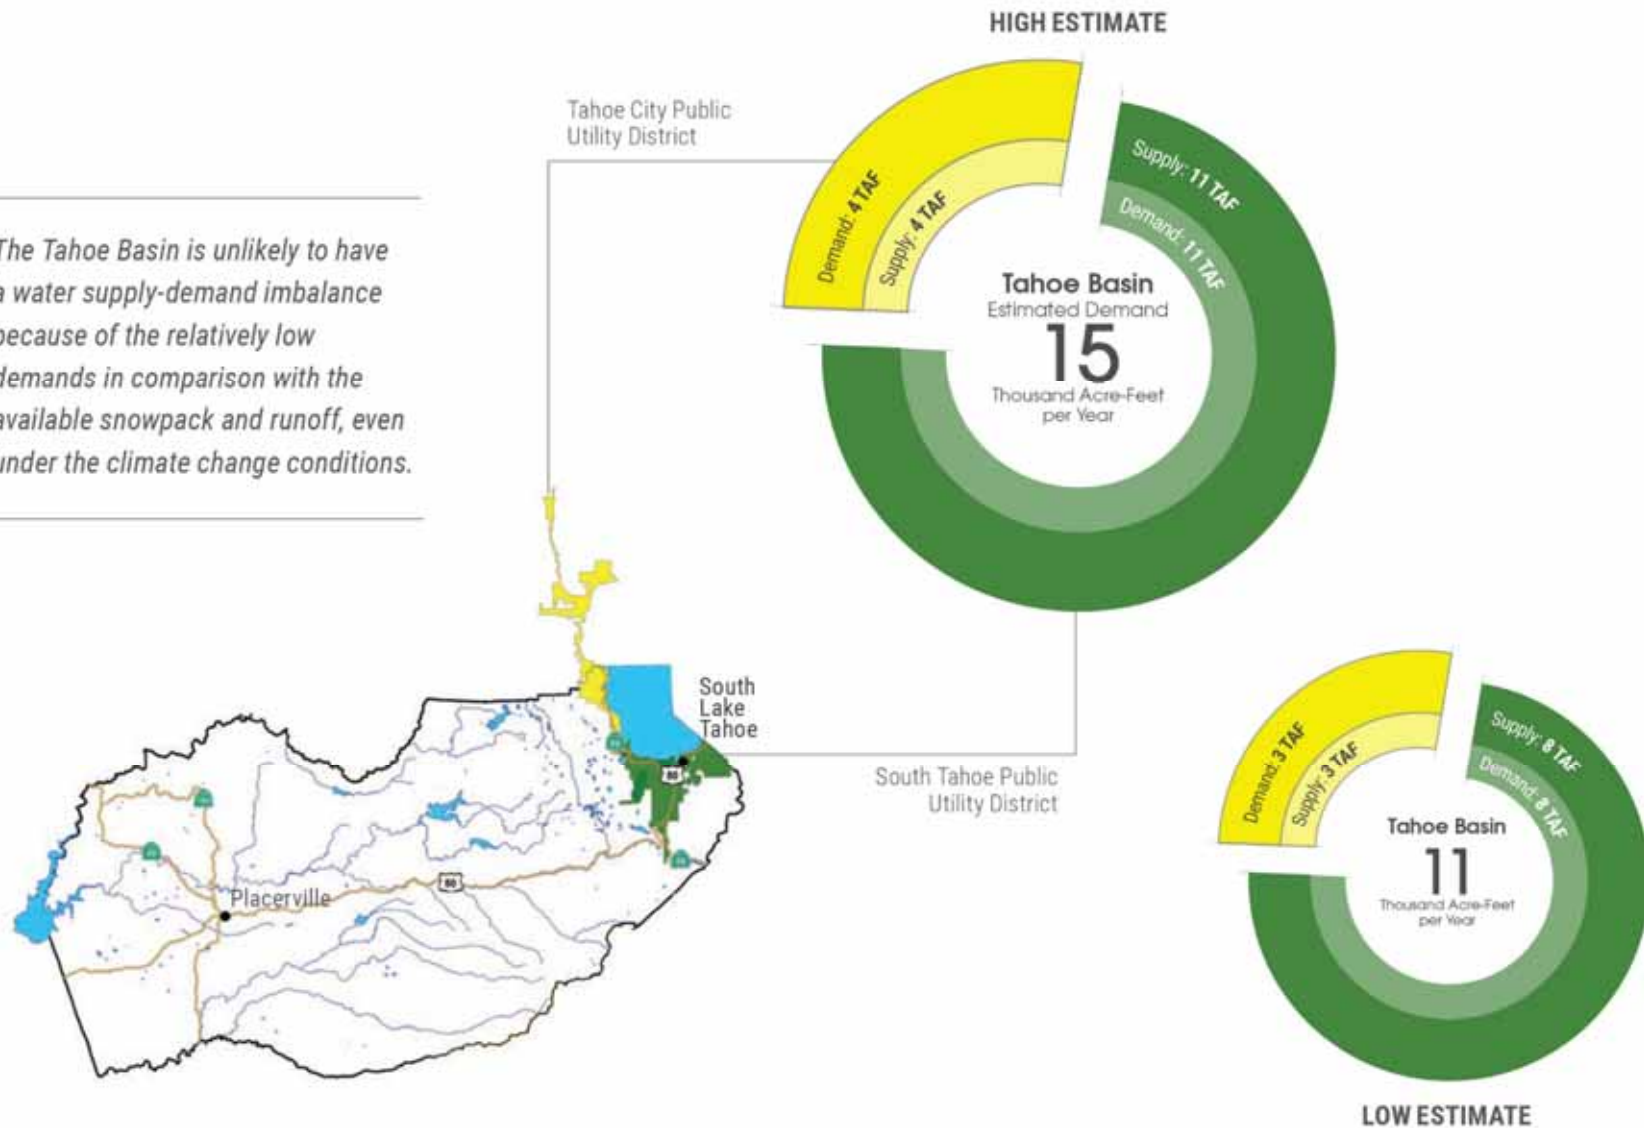 HIGH ESTIMATE
Tahoe City Public
Utility District
The Tahoe Basin is unlikely to have
a water supply-demand imbalance
because of the relatively low
demands in comparison with the
available snowpack and runoff, even
under the climate change conditions.
Demand: 4 TAF
Supply: 4 TAF
Supply: 11 TAF
Demand: 11 TAF
Tahoe Basin
Estimated Demand
15
Thousand Acre-Feet
per Year
South
Lake
Tahoe
South Tahoe Public
Utility District
Placerville
Demand: 3 TAF
Supply: 3 TAF
Supply: 8 TAF
Demand: 8 TAF
Tahoe Basin
11
Thousand Acre-Feet
per Year
LOW ESTIMATE